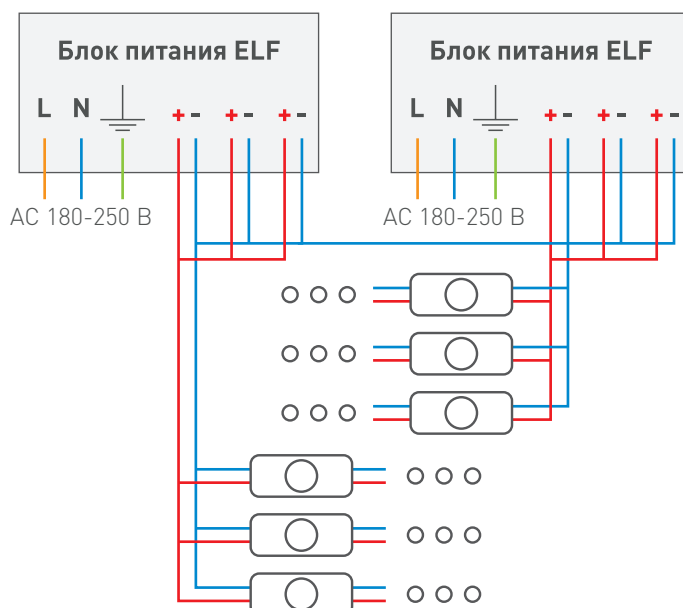 Блок питания ELF
L N + - + - + -
AC 180-250 В
Блок питания ELF
L N + - + - + -
AC 180-250 В